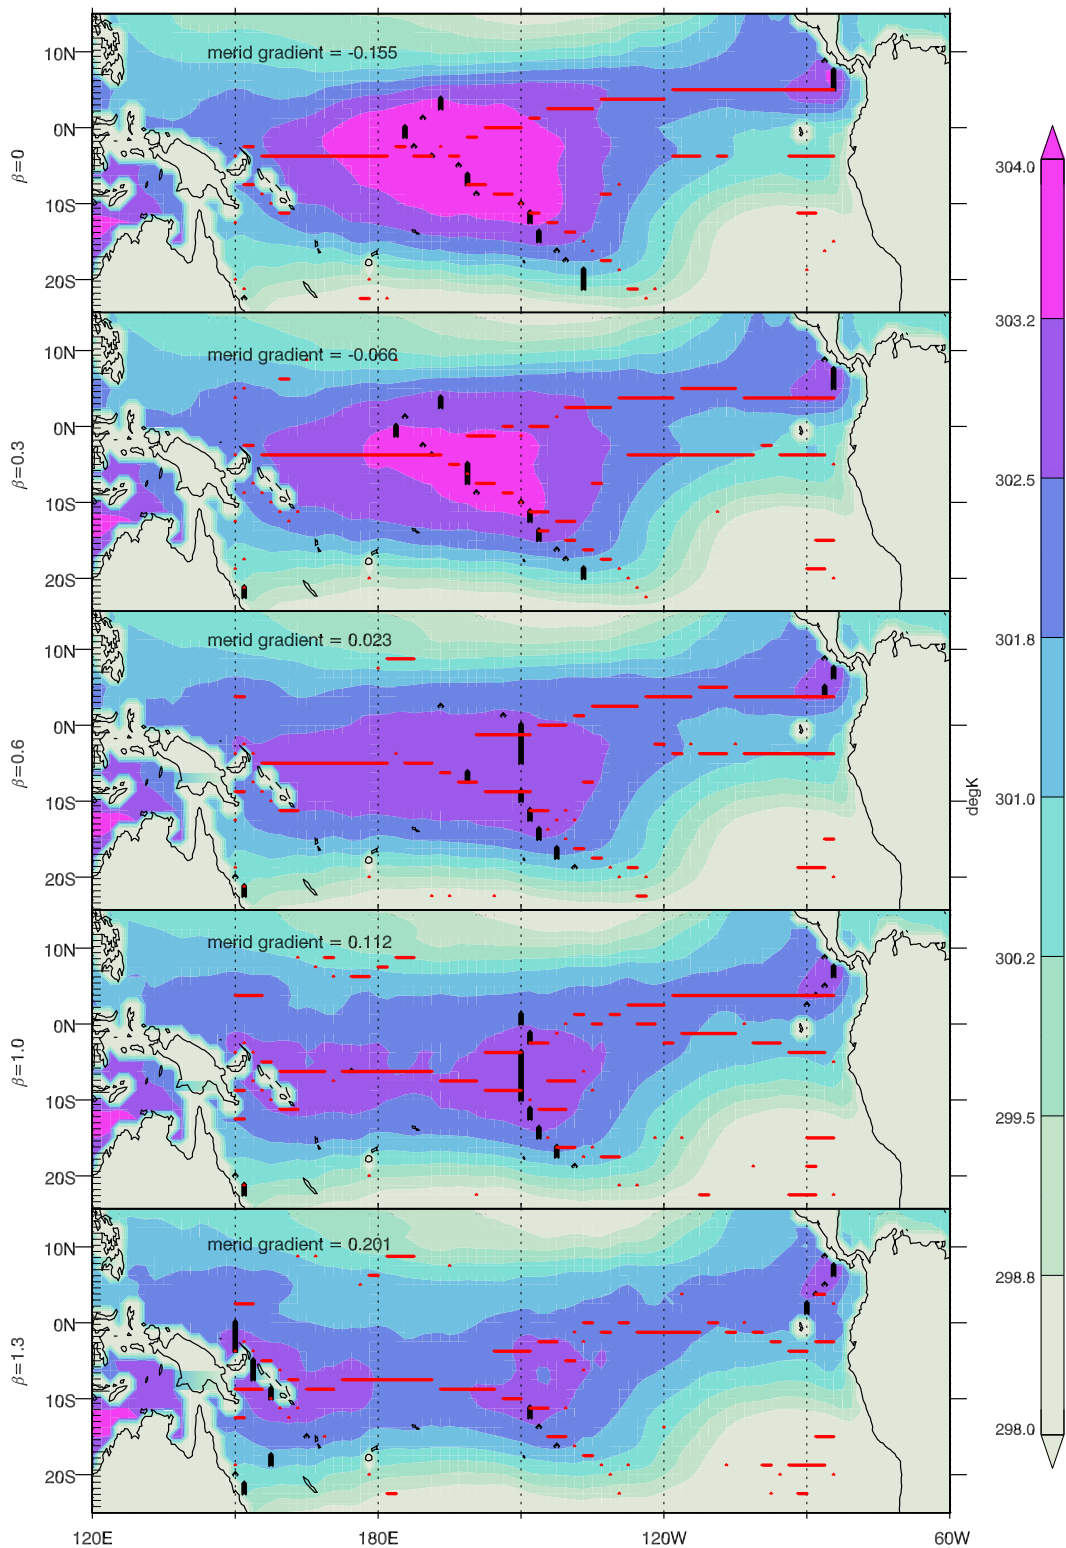 merid gradient = -0.155
10N
0N
10S
20S
β=0
merid gradient = -0.066
10N
0N
10S
20S
β=0.3
merid gradient = 0.023
10N
0N
10S
20S
β=0.6
merid gradient = 0.112
10N
0N
10S
20S
β=1.0
merid gradient = 0.201
10N
0N
10S
20S
β=1.3
120E 180E 120W 60W
degK
304.0
303.2
302.5
301.8
301.0
300.2
299.5
298.8
298.0